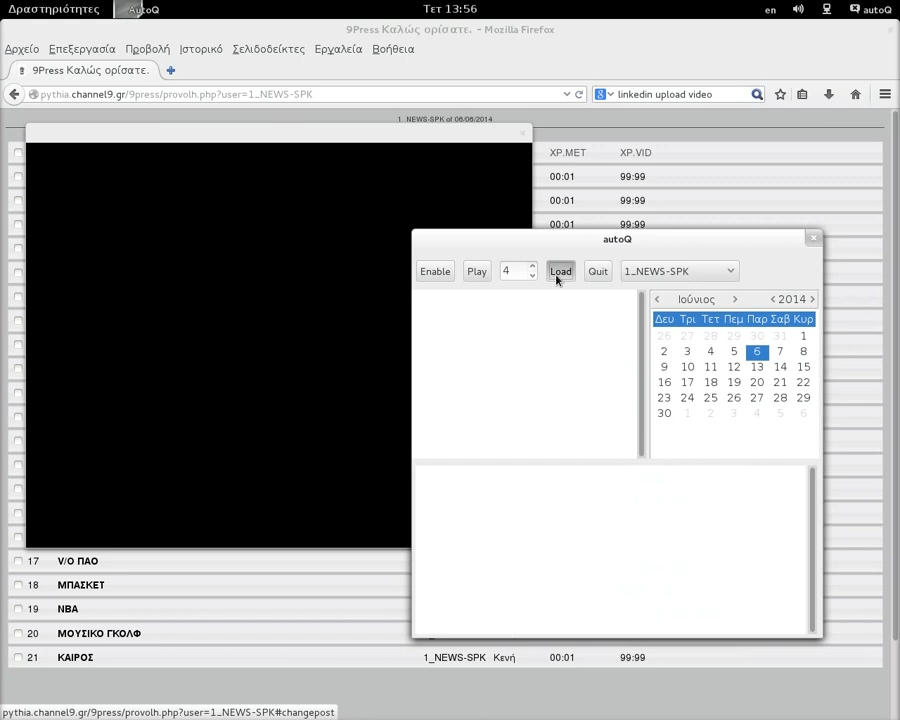 Δραστηριότητες AutoQ Τετ 13:56 en autoQ
9Press Καλώς ορίσατε. - Mozilla Firefox
Αρχείο Επεξεργασία Προβολή Ιστορικό Σελιδοδείκτες Εργαλεία Βοήθεια
9Press Καλώς ορίσατε.
pythia.channel9.gr/9press/provolh.php?user=1_NEWS-SPK linkedin upload video
1_NEWS-SPK of 06/06/2014
ΧΡ.ΜΕΤ ΧΡ.VID
00:01 99:99
00:01 99:99
00:01 99:99
autoQ
Enable Play 4 Load Quit 1_NEWS-SPK
Ιούνιος 2014
Δευ Τρι Τετ Πεμ Παρ Σαβ Κυρ
26 27 28 29 30 31 1
2 3 4 5 6 7 8
9 10 11 12 13 14 15
16 17 18 19 20 21 22
23 24 25 26 27 28 29
30 1 2 3 4 5 6
17 V/O ΠΑΟ
18 ΜΠΑΣΚΕΤ
19 NBA
20 ΜΟΥΣΙΚΟ ΓΚΟΛΦ
21 ΚΑΙΡΟΣ 1_NEWS-SPK Κενή 00:01 99:99
pythia.channel9.gr/9press/provolh.php?user=1_NEWS-SPK#changepost